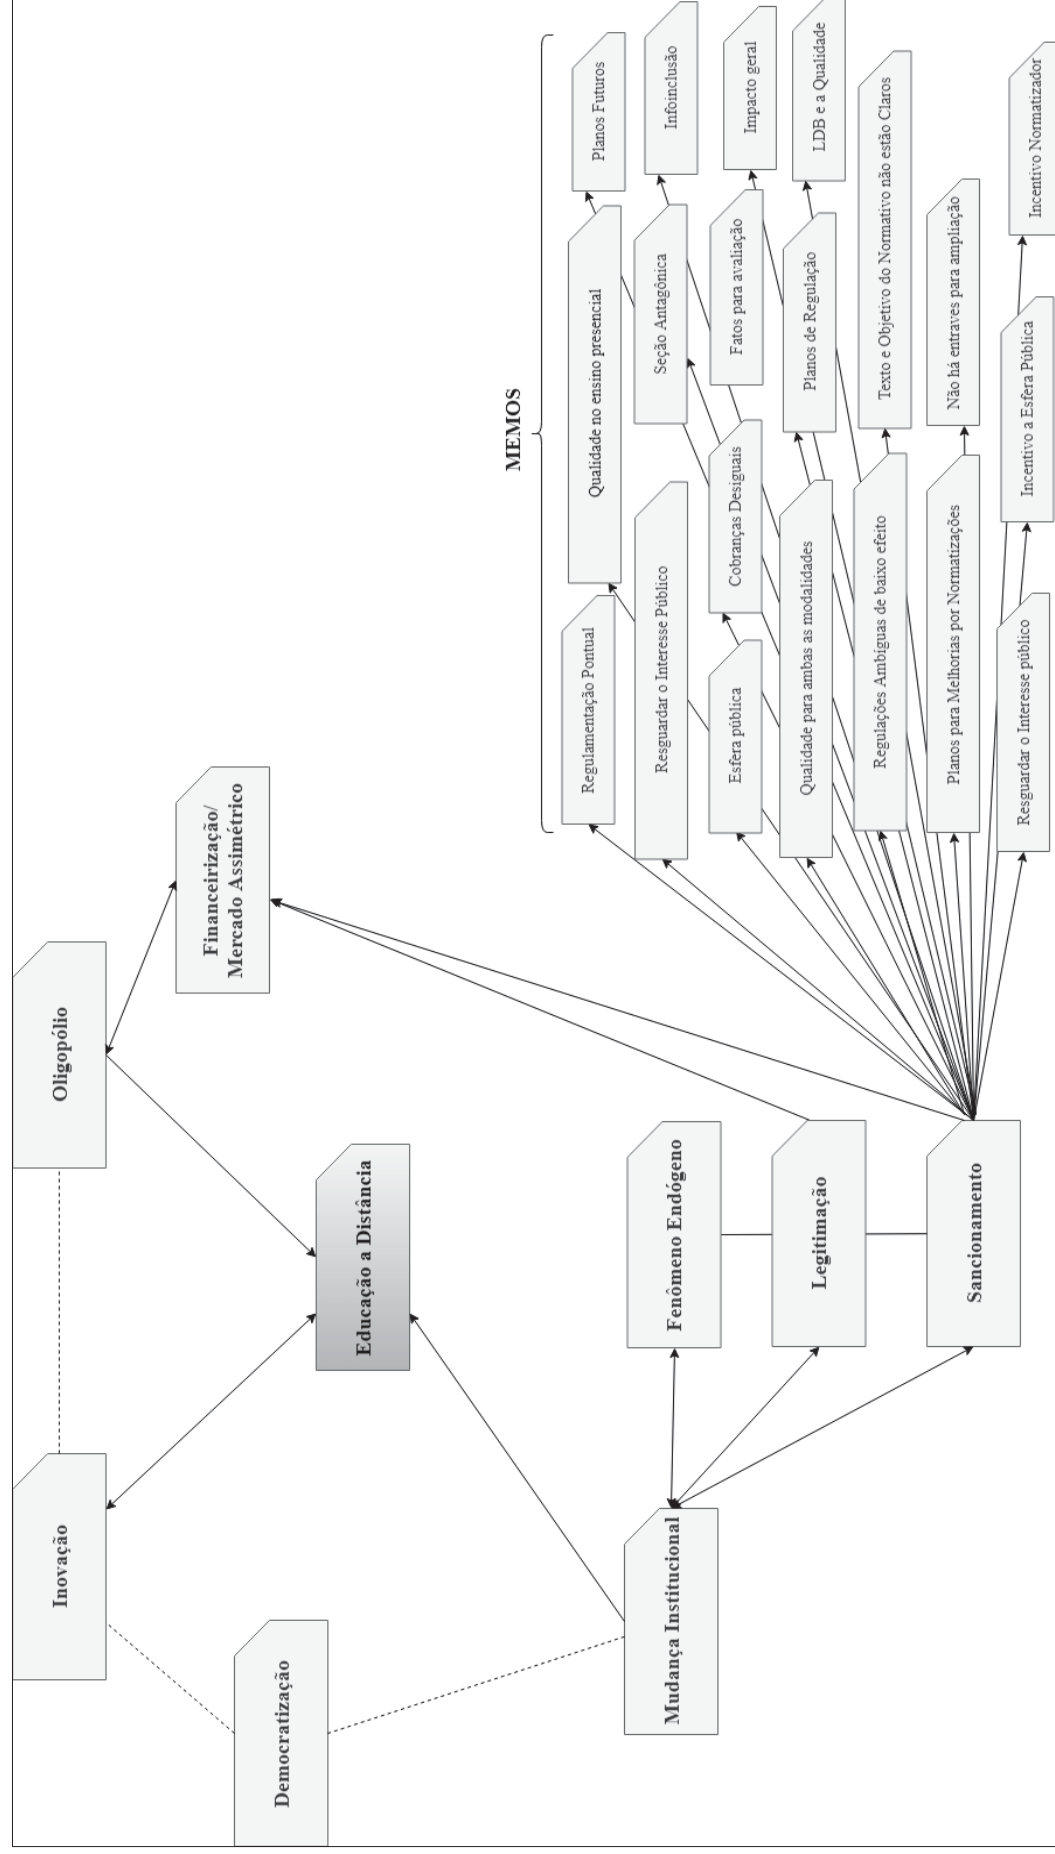 Inovação
Oligopólio
Financeirização/
Mercado Assimétrico
Democratização
Educação a Distância
MEMOS
Regulamentação Pontual
Qualidade no ensino presencial
Planos Futuros
Mudança Institucional
Fenômeno Endógeno
Resguardar o Interesse Público
Seção Antagônica
Infoinclusão
Esfera pública
Cobranças Desiguais
Fatos para avaliação
Impacto geral
Legitimação
Qualidade para ambas as modalidades
Planos de Regulação
LDB e a Qualidade
Regulações Ambíguas de baixo efeito
Texto e Objetivo do Normativo não estão Claros
Sancionamento
Planos para Melhorias por Normatizações
Não há entraves para ampliação
Resguardar o Interesse público
Incentivo a Esfera Pública
Incentivo Normatizador